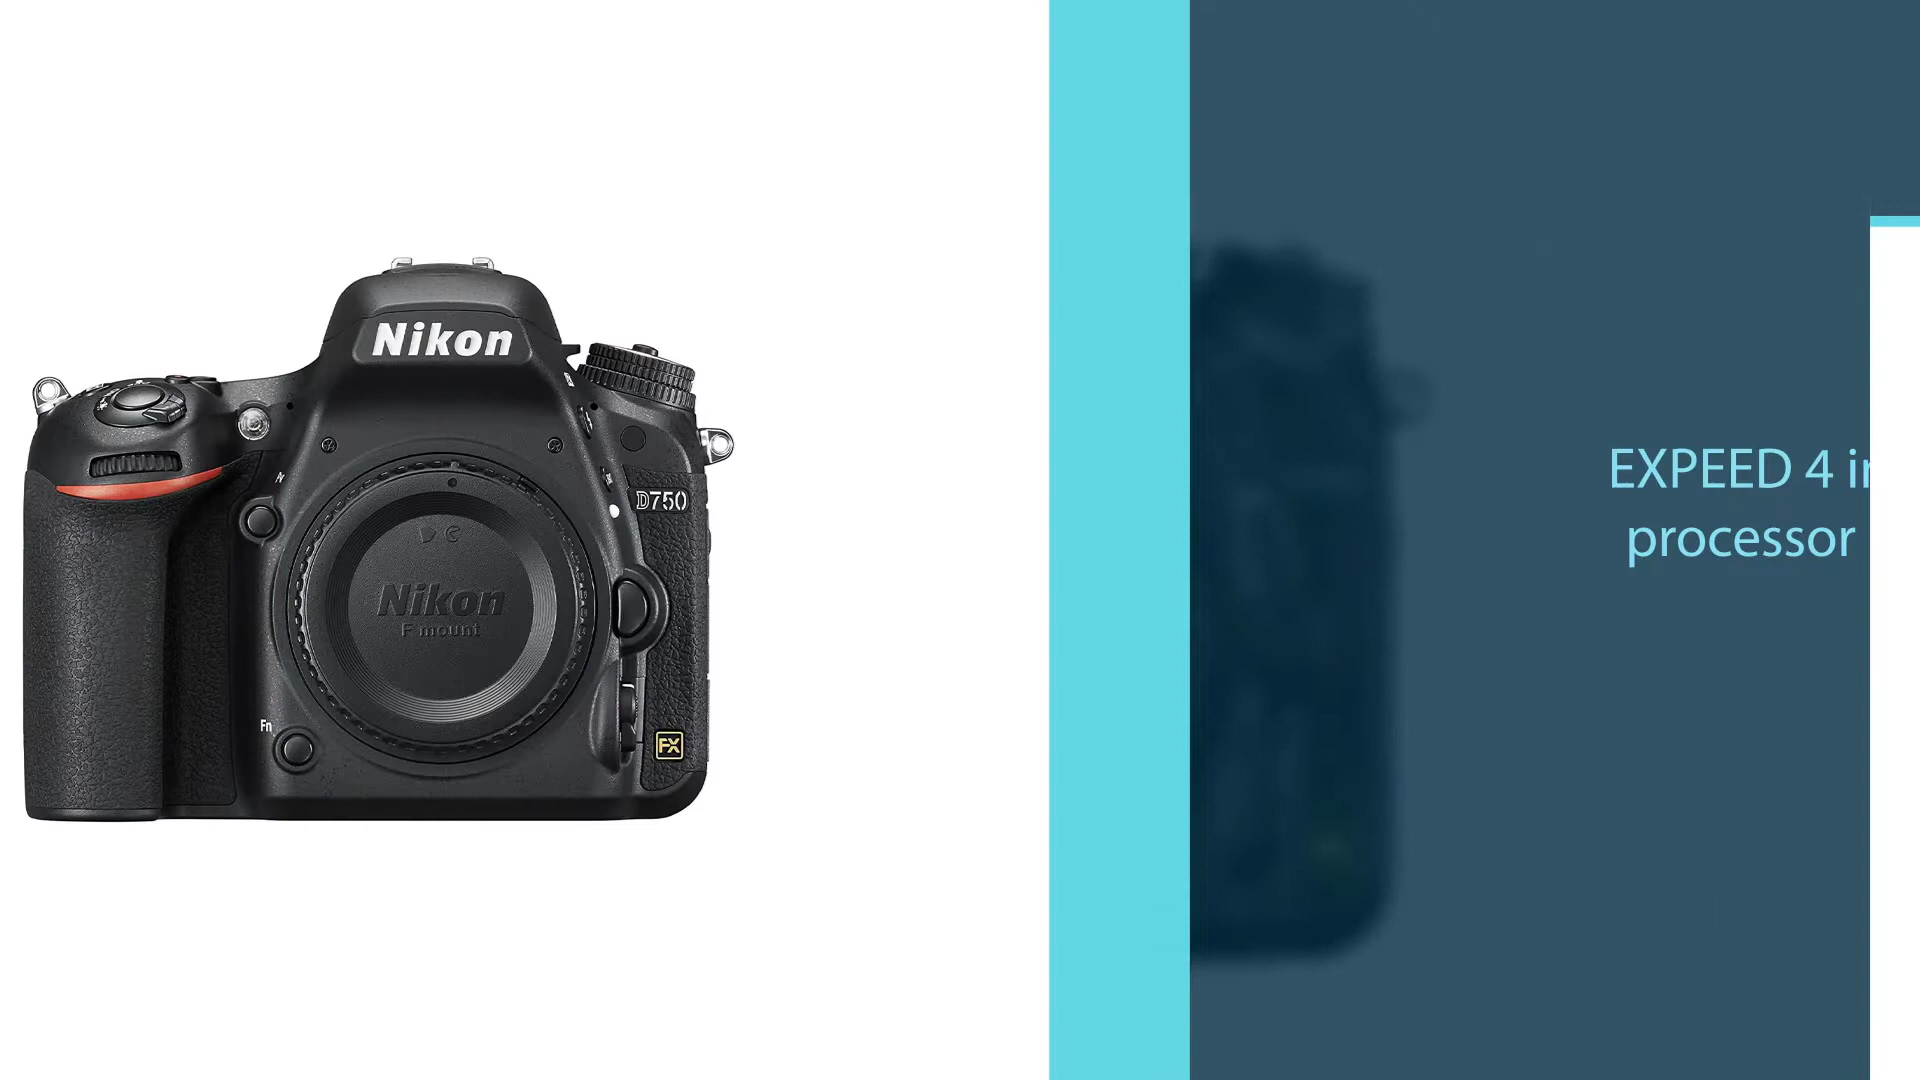 Nikon
D750
Nikon
F mount
Fn
FX
EXPEED 4 i
processor